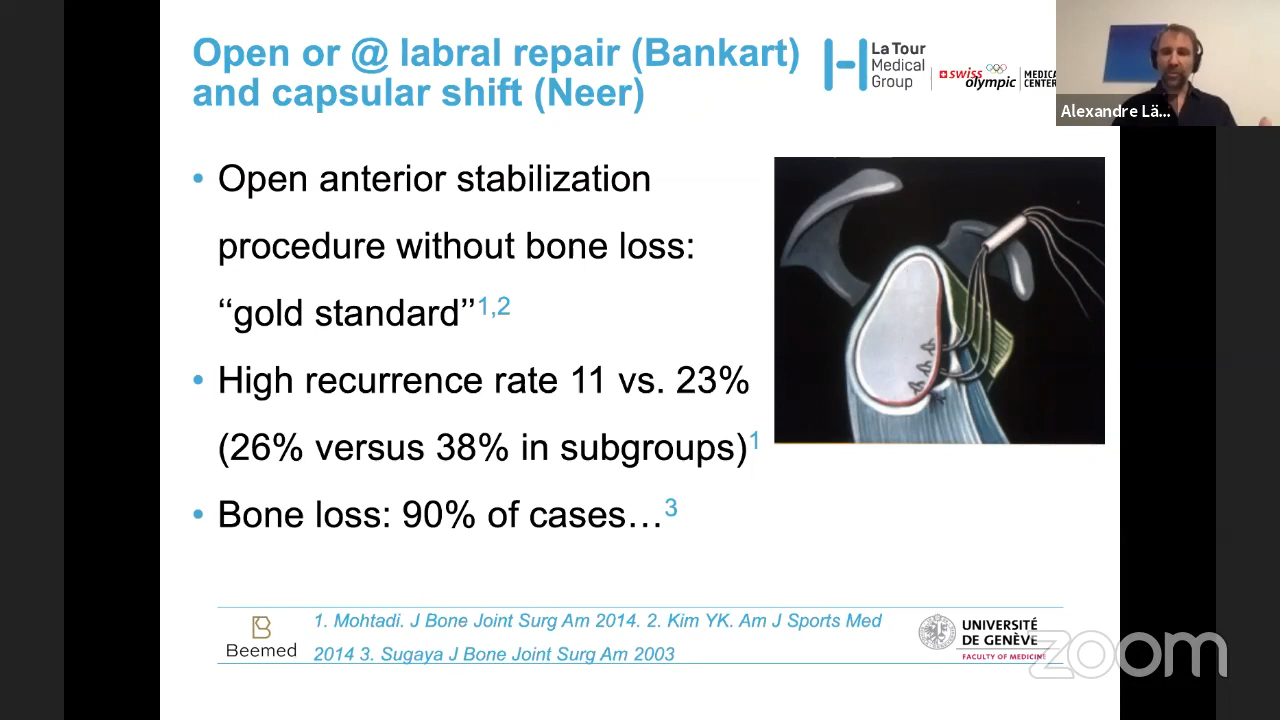 Open or @ labral repair (Bankart)
and capsular shift (Neer)
La Tour
Medical
Group
swiss
olympic
MEDICA
CENTER
Alexandre Lä...
• Open anterior stabilization
procedure without bone loss:
‘‘gold standard’’1,2
• High recurrence rate 11 vs. 23%
(26% versus 38% in subgroups)1
• Bone loss: 90% of cases…3
Beemed
1. Mohtadi. J Bone Joint Surg Am 2014. 2. Kim YK. Am J Sports Med
2014 3. Sugaya J Bone Joint Surg Am 2003
UNIVERSITÉ
DE GENÈVE
FACULTY OF MEDICINE
zoom